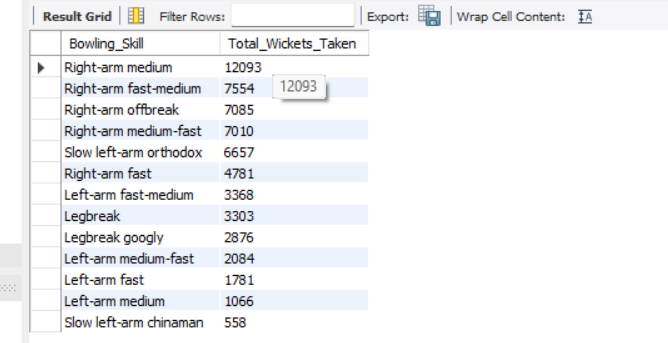 Result Grid Filter Rows: Export: Wrap Cell Content: IA
Bowling_Skill Total_Wickets_Taken
Right-arm medium 12093
Right-arm fast-medium 7554 12093
Right-arm offbreak 7085
Right-arm medium-fast 7010
Slow left-arm orthodox 6657
Right-arm fast 4781
Left-arm fast-medium 3368
Legbreak 3303
Legbreak googly 2876
Left-arm medium-fast 2084
Left-arm fast 1781
Left-arm medium 1066
Slow left-arm chinaman 558